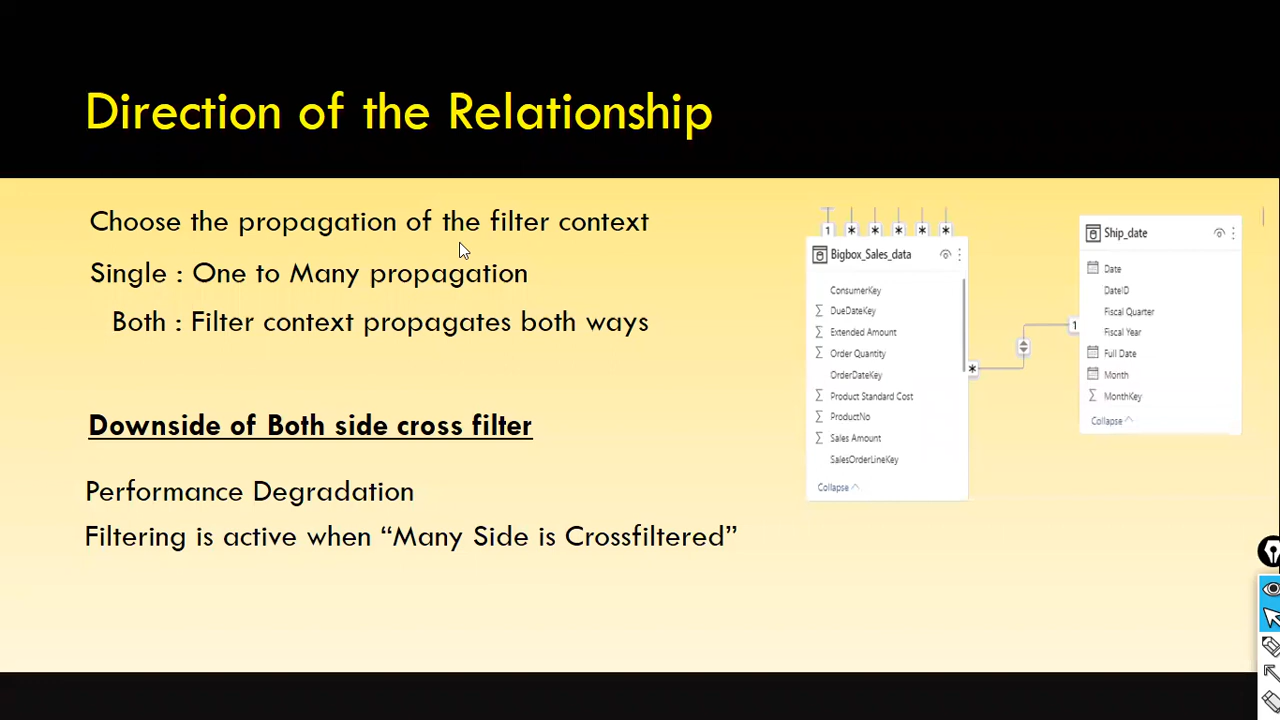 Direction of the Relationship
Choose the propagation of the filter context
Single : One to Many propagation
Both : Filter context propagates both ways
Downside of Both side cross filter
Performance Degradation
Filtering is active when “Many Side is Crossfiltered”
1 * * * * *
Bigbox_Sales_data
ConsumerKey
DueDateKey
Extended Amount
Order Quantity
OrderDateKey
Product Standard Cost
ProductNo
Sales Amount
SalesOrderLineKey
Collapse
*
1
Ship_date
Date
DateID
Fiscal Quarter
Fiscal Year
Full Date
Month
MonthKey
Collapse